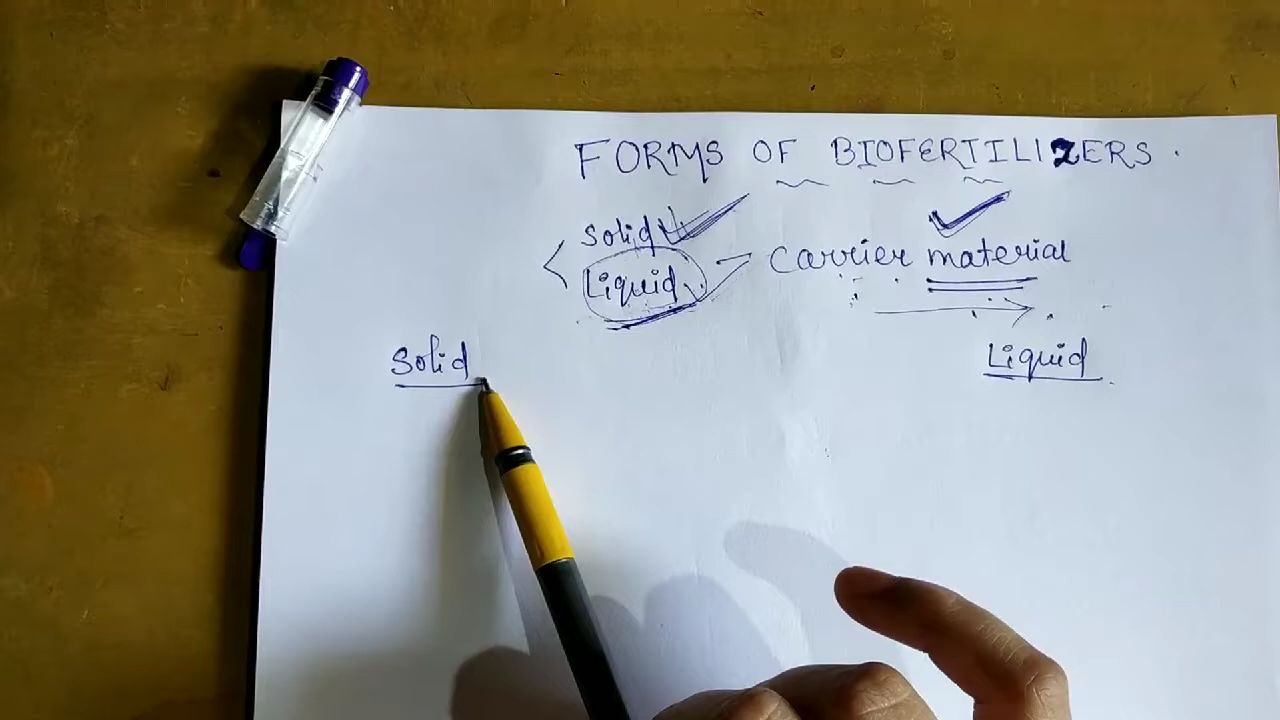 FORMS OF BIOFERTILIZERS.
Solid
Liquid
Carrier material
Solid
Liquid